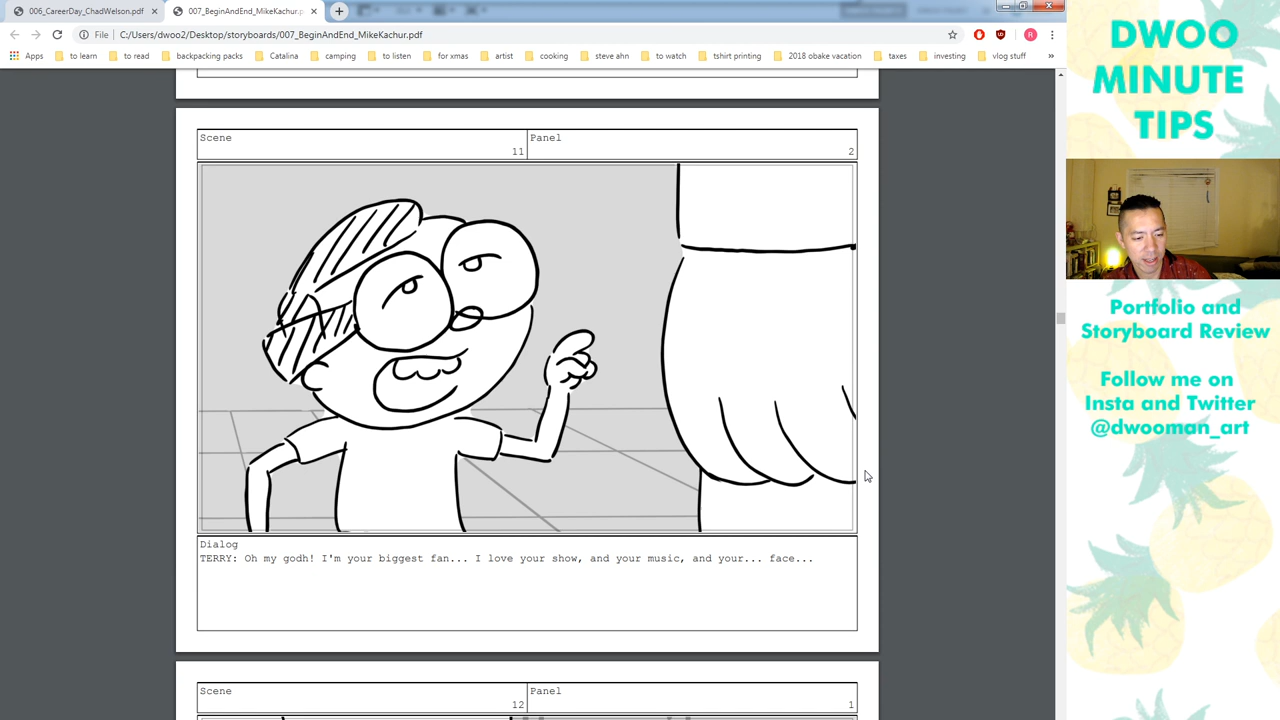 006_CareerDay_ChadWelson.pdf
007_BeginAndEnd_MikeKachur.pdf
File
C:/Users/dwoo2/Desktop/storyboards/007_BeginAndEnd_MikeKachur.pdf
R
Apps to learn to read backpacking packs Catalina camping to listen for xmas artist cooking steve ahn to watch tshirt printing 2018 obake vacation taxes investing vlog stuff »
Scene 11 Panel 2
Dialog
TERRY: Oh my godh! I'm your biggest fan... I love your show, and your music, and your... face...
Scene 12 Panel 1
DWOO
MINUTE
TIPS
Portfolio and
Storyboard Review
Follow me on
Insta and Twitter
@dwooman_art